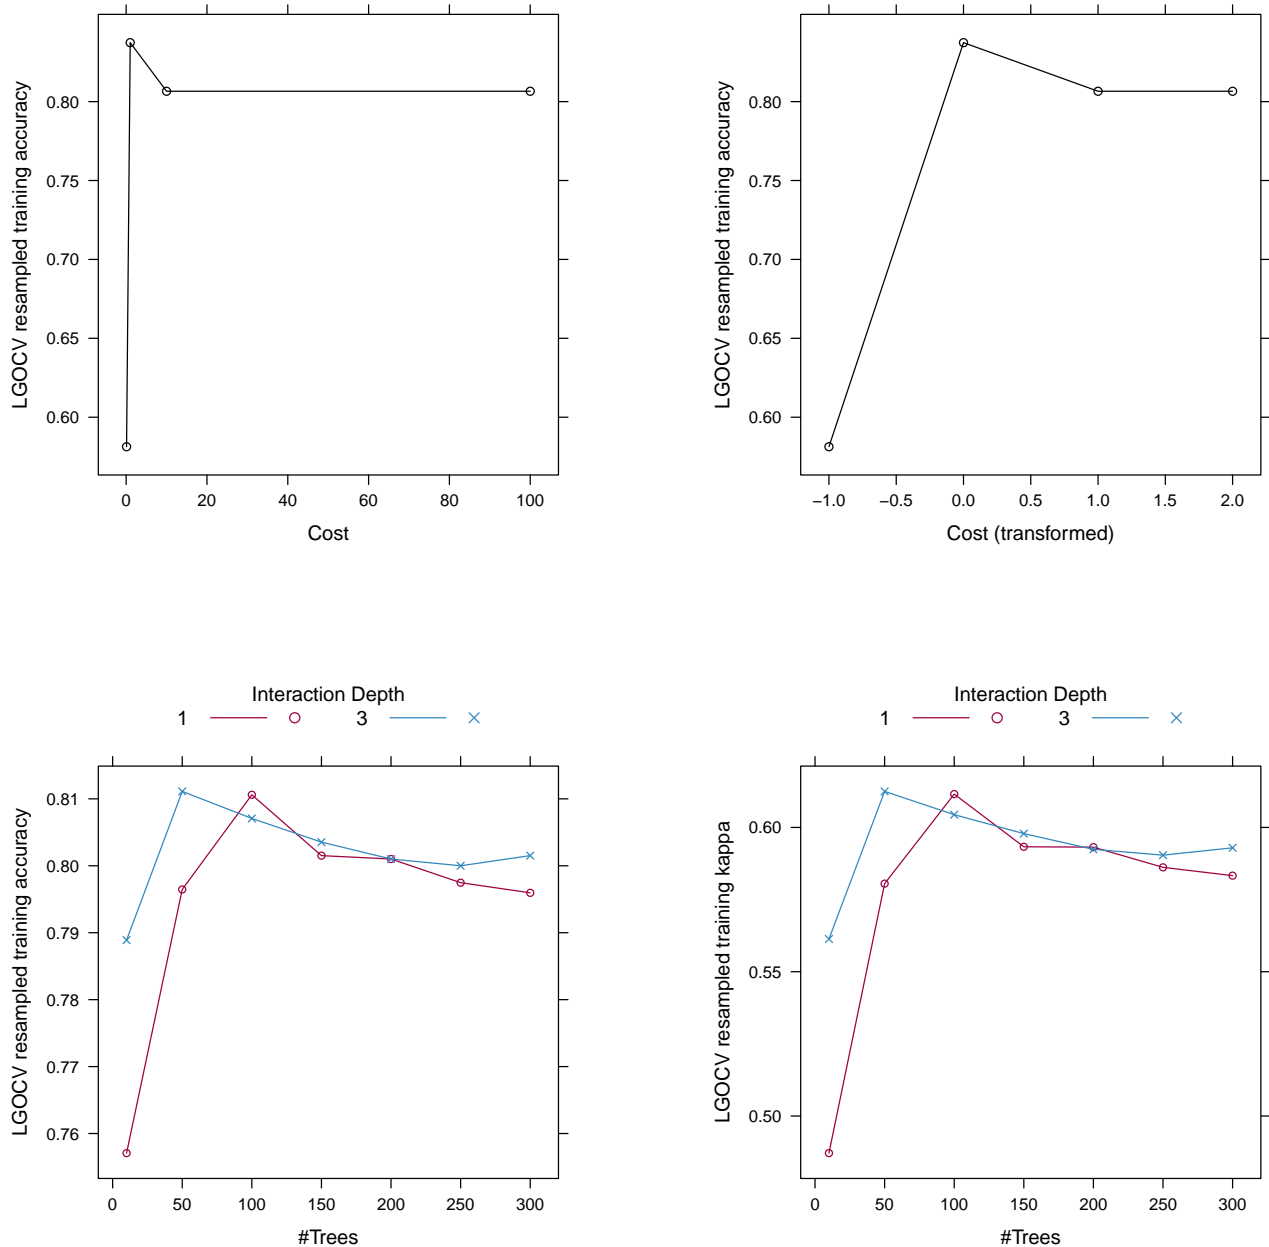 LGOCV resampled training accuracy
0.80
0.75
0.70
0.65
0.60
0 20 40 60 80 100
Cost
LGOCV resampled training accuracy
0.80
0.75
0.70
0.65
0.60
−1.0 −0.5 0.0 0.5 1.0 1.5 2.0
Cost (transformed)
Interaction Depth
1 3
LGOCV resampled training accuracy
0.81
0.80
0.79
0.78
0.77
0.76
0 50 100 150 200 250 300
#Trees
Interaction Depth
1 3
LGOCV resampled training kappa
0.60
0.55
0.50
0 50 100 150 200 250 300
#Trees